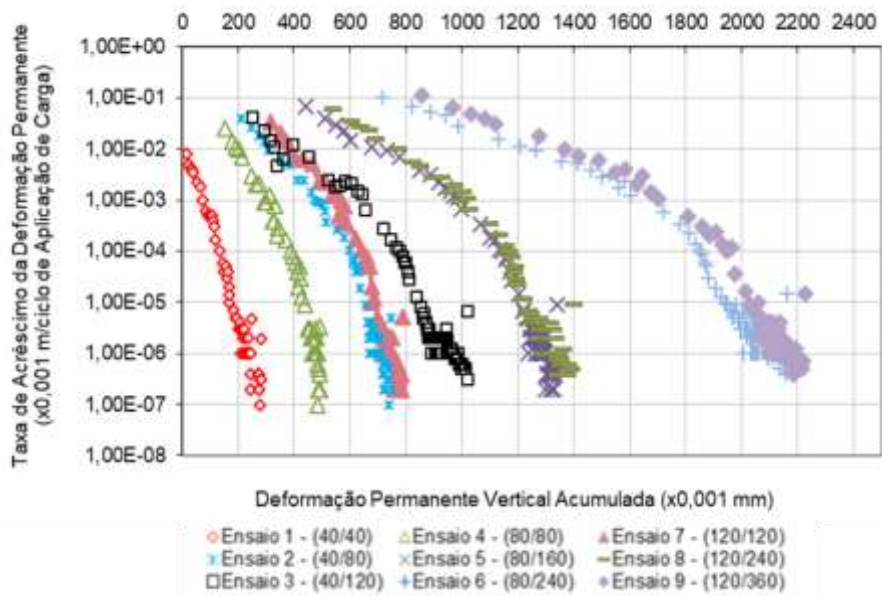 0 200 400 600 800 1000 1200 1400 1600 1800 2000 2200 2400
1,00E+00
1,00E-01
1,00E-02
1,00E-03
1,00E-04
1,00E-05
1,00E-06
1,00E-07
1,00E-08
Taxa de Acréscimo da Deformação Permanente
(x0,001 m/ciclo de Aplicação de Carga)
Deformação Permanente Vertical Acumulada (x0,001 mm)
Ensaio 1 - (40/40) Ensaio 4 - (80/80) Ensaio 7 - (120/120)
Ensaio 2 - (40/80) Ensaio 5 - (80/160) Ensaio 8 - (120/240)
Ensaio 3 - (40/120) Ensaio 6 - (80/240) Ensaio 9 - (120/360)